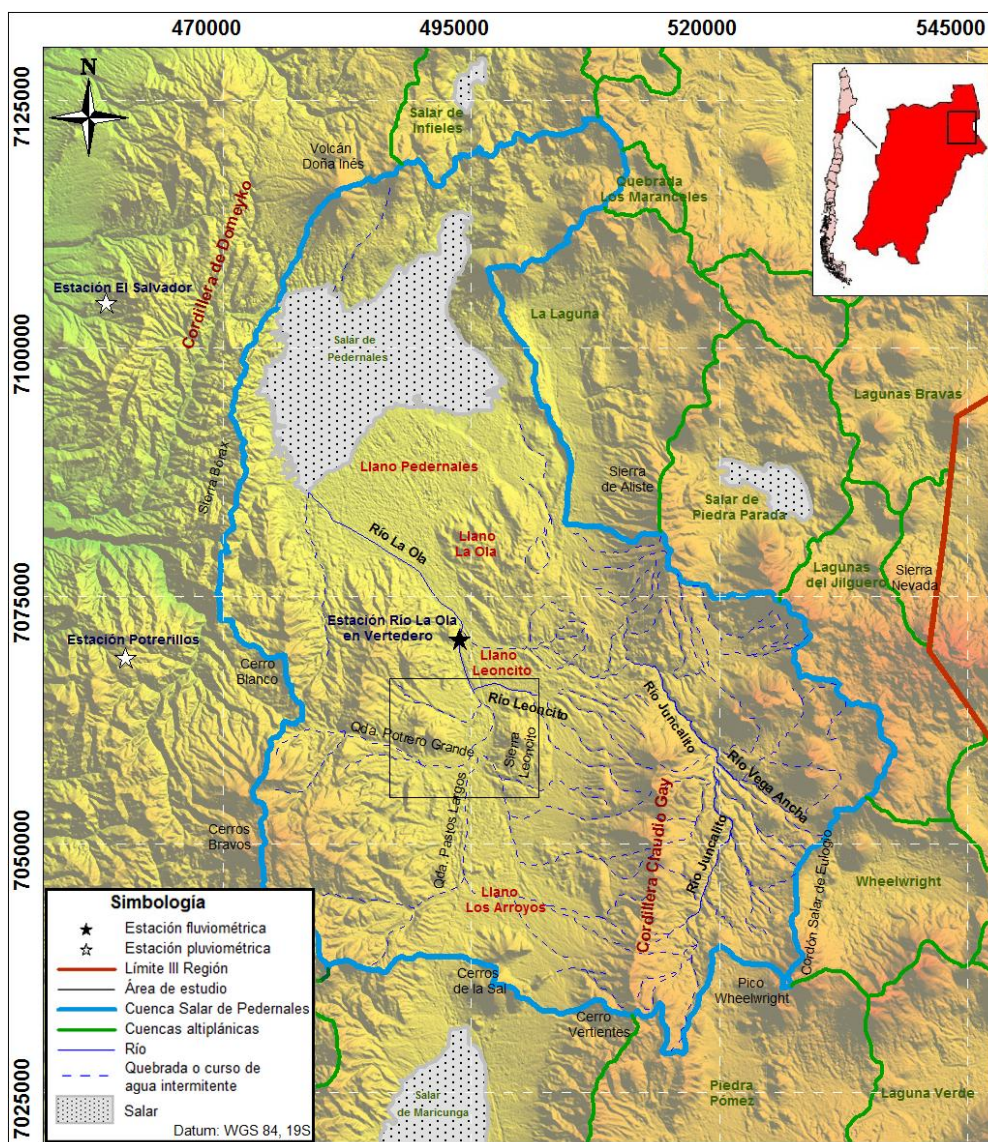 470000
495000
520000
545000
7125000
7100000
7075000
7050000
7025000
N
Salar de
Infieles
Volcán
Doña Inés
Quebrada
Los Maranceles
Cordillera de Domeyko
Estación El Salvador
La Laguna
Salar de
Pedernales
Lagunas Bravas
Sierra Bórax
Llano Pedernales
Sierra
de Aliste
Salar de
Piedra Parada
Río La Ola
Llano
La Ola
Lagunas
del Jilguero
Sierra
Nevada
Estación Río La Ola
en Vertedero
Estación Potrerillos
Cerro
Blanco
Llano
Leoncito
Río Leoncito
Río Juncalito
Qda. Potrero Grande
Sierra
Leoncito
Río Vega Ancha
Cerros
Bravos
Qda. Pastos Largos
Cordillera Claudio Gay
Río Juncalito
Cordón Salar de Eulogio
Wheelwright
Llano
Los Arroyos
Cerros
de la Sal
Pico
Wheelwright
Cerro
Vertientes
Salar
de Maricunga
Piedra
Pómez
Laguna Verde
Simbología
Estación fluviométrica
Estación pluviométrica
Límite III Región
Área de estudio
Cuenca Salar de Pedernales
Cuencas altiplánicas
Río
Quebrada o curso de
agua intermitente
Salar
Datum: WGS 84, 19S